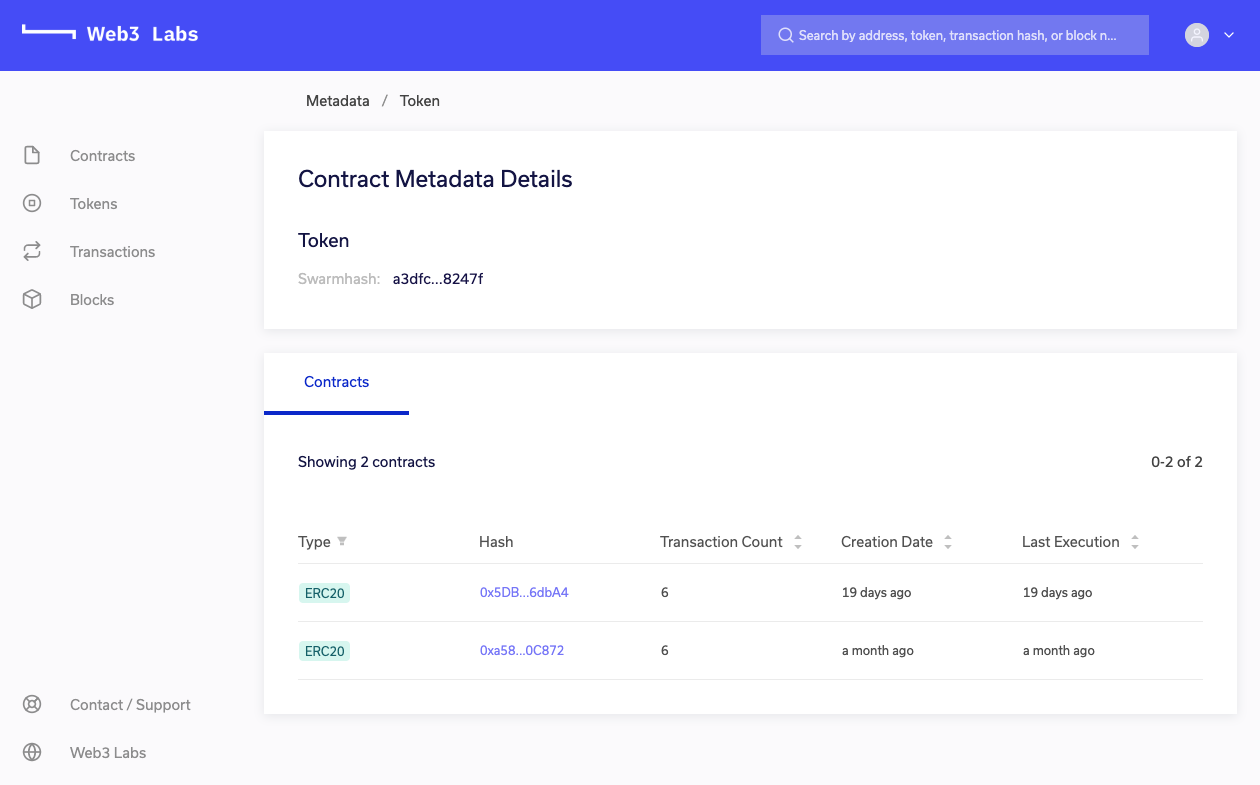 Web3 Labs
Search by address, token, transaction hash, or block n...
Metadata / Token
Contracts
Tokens
Transactions
Blocks
Contract Metadata Details
Token
Swarmhash: a3dfc...8247f
Contracts
Showing 2 contracts
0-2 of 2
Type Hash Transaction Count Creation Date Last Execution
ERC20 0x5DB...6dbA4 6 19 days ago 19 days ago
ERC20 0xa58...0C872 6 a month ago a month ago
Contact / Support
Web3 Labs